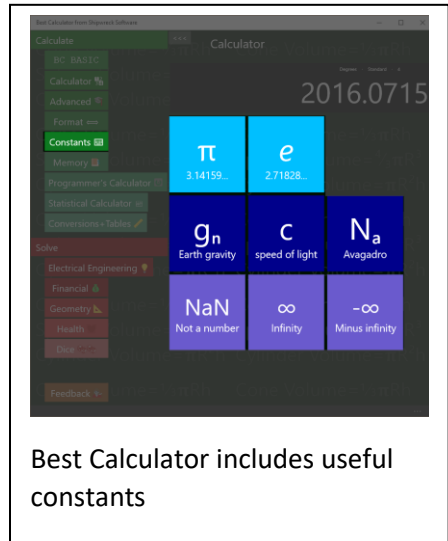 Best Calculator from Shipwreck Software
Calculate
Calculator
BC BASIC
Calculator
Degrees Standard
Advanced
2016.0715
Format
Constants
Memory
Programmer's Calculator
Statistical Calculator
Conversions+Tables
Solve
Electrical Engineering
Financial
Geometry
Health
Dice
Feedback
π
3.14159...
e
2.71828...
gn
Earth gravity
c
speed of light
Na
Avagadro
NaN
Not a number
∞
Infinity
-∞
Minus infinity
Best Calculator includes useful
constants